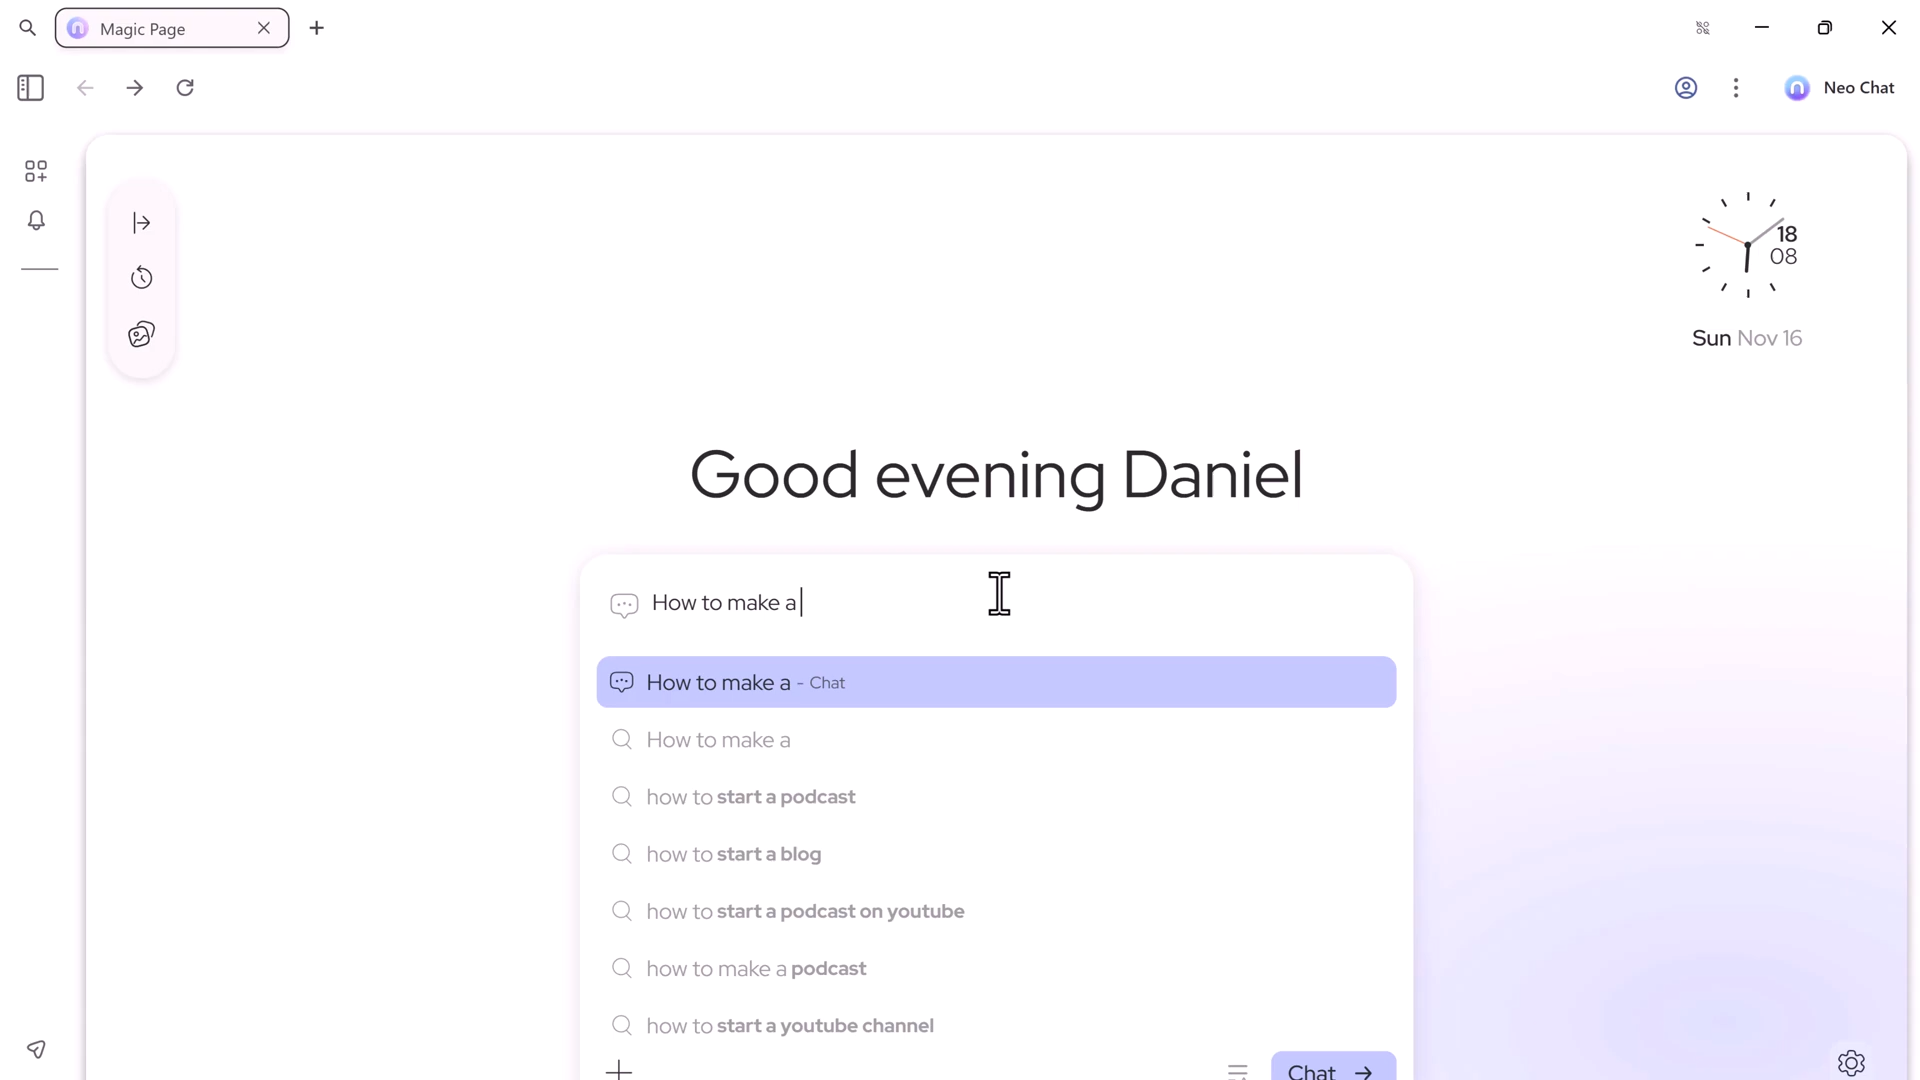 Magic Page
Neo Chat
18
08
Sun Nov 16
Good evening Daniel
How to make a
How to make a - Chat
How to make a
how to start a podcast
how to start a blog
how to start a podcast on youtube
how to make a podcast
how to start a youtube channel
Chat